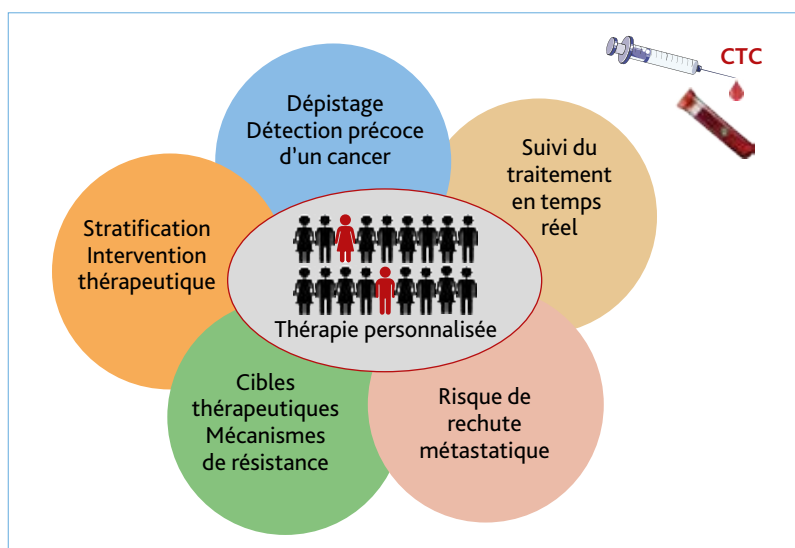 CTC
Dépistage
Détection précoce
d'un cancer
Suivi du
traitement
en temps
réel
Stratification
Intervention
thérapeutique
Thérapie personnalisée
Cibles
thérapeutiques
Mécanismes
de résistance
Risque de
rechute
métastatique